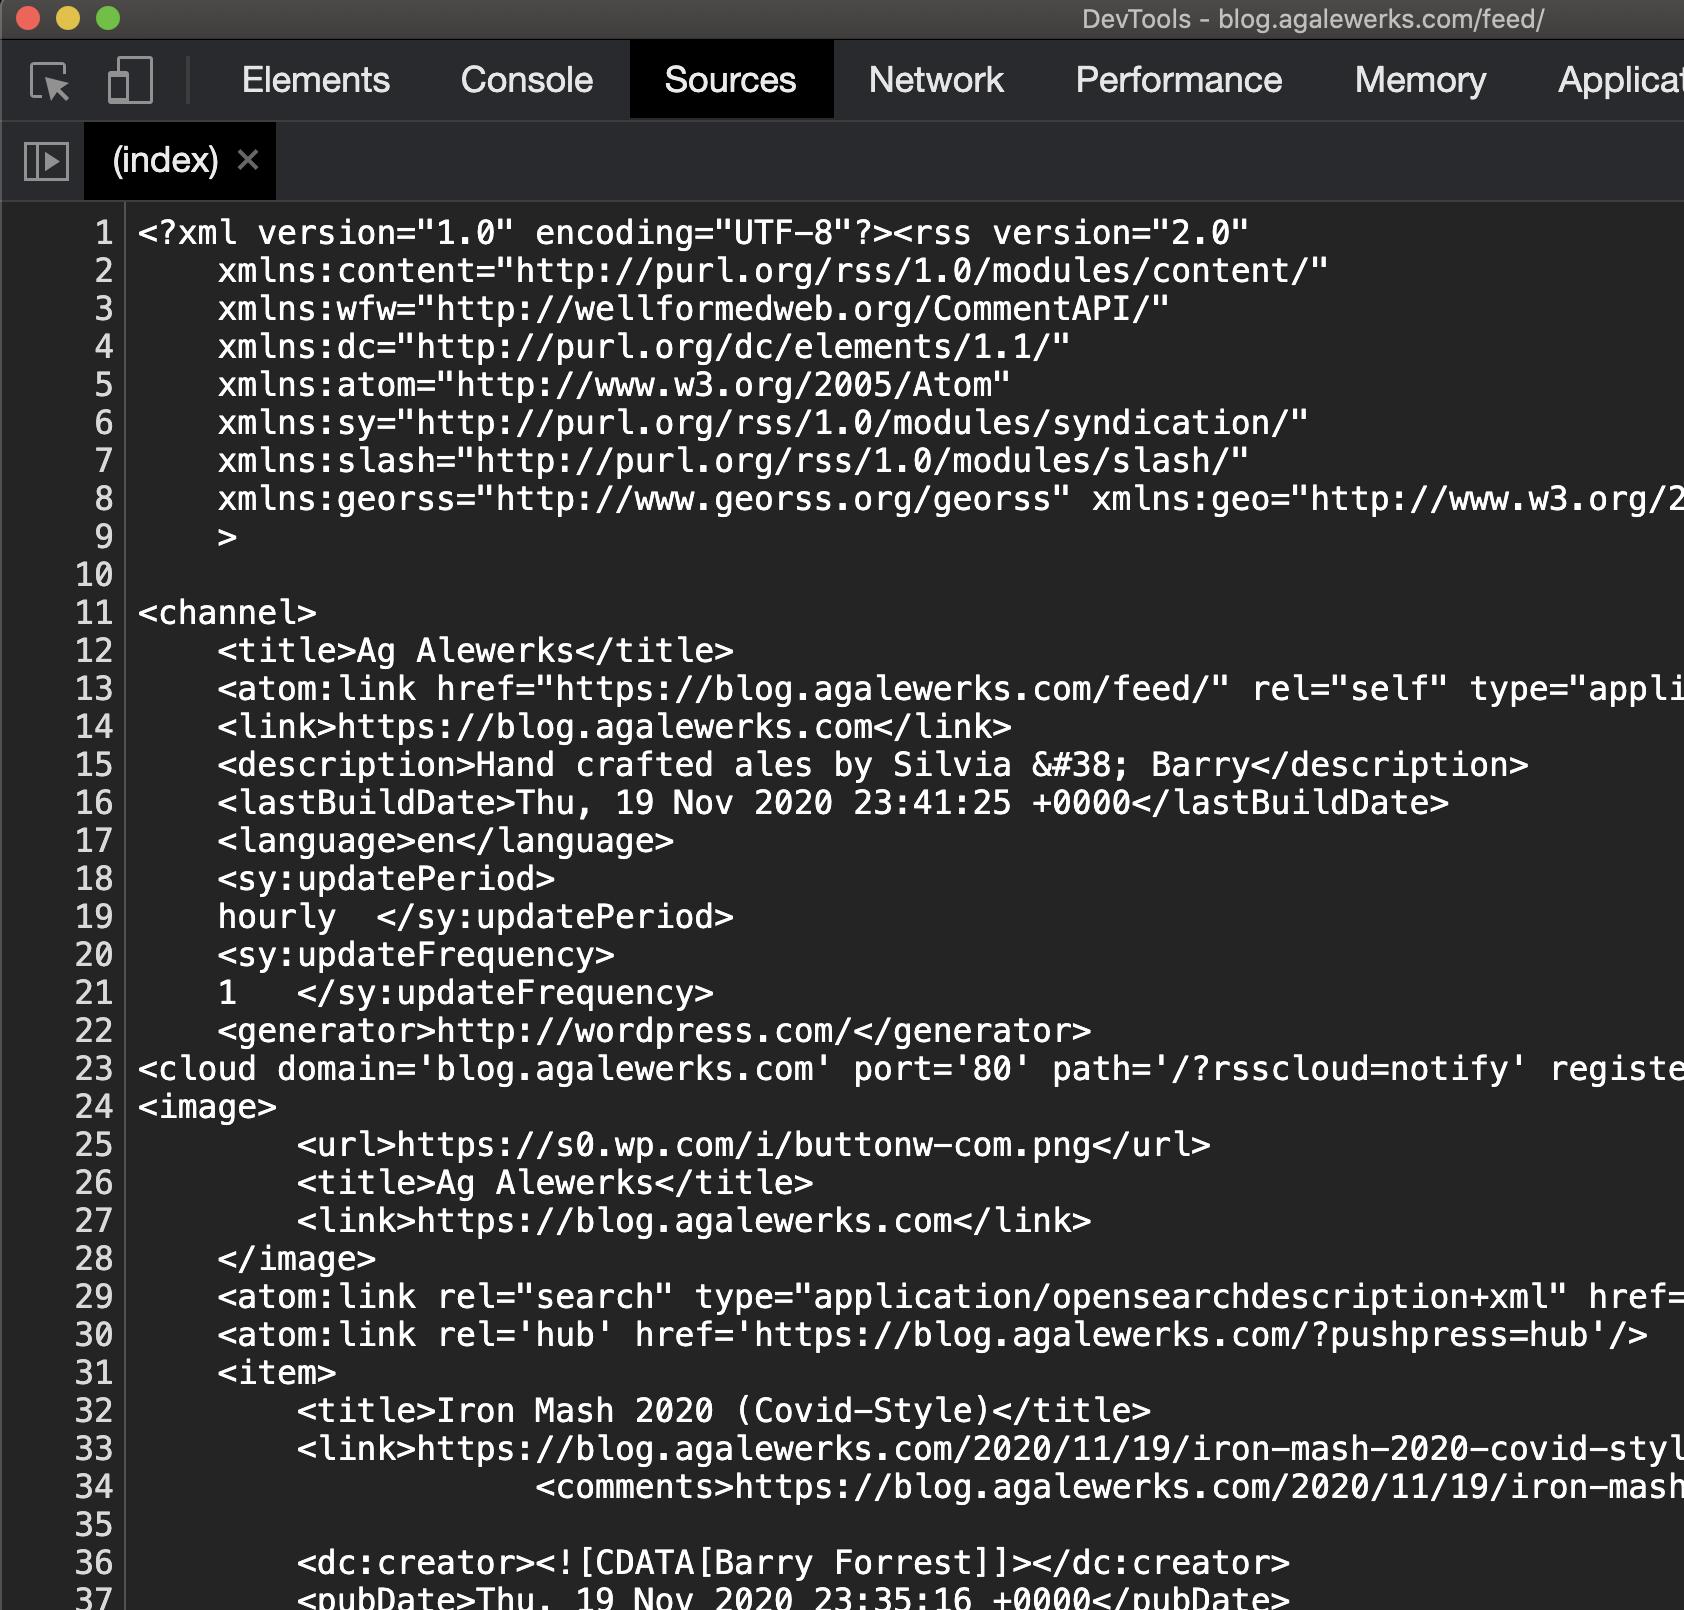 DevTools - blog.agalewerks.com/feed/
Elements Console Sources Network Performance Memory Applicat
(index) ×
1 <?xml version="1.0" encoding="UTF-8"?><rss version="2.0"
2 xmlns:content="http://purl.org/rss/1.0/modules/content/"
3 xmlns:wfw="http://wellformedweb.org/CommentAPI/"
4 xmlns:dc="http://purl.org/dc/elements/1.1/"
5 xmlns:atom="http://www.w3.org/2005/Atom"
6 xmlns:sy="http://purl.org/rss/1.0/modules/syndication/"
7 xmlns:slash="http://purl.org/rss/1.0/modules/slash/"
8 xmlns:georss="http://www.georss.org/georss" xmlns:geo="http://www.w3.org/2
9 >
10
11 <channel>
12 <title>Ag Alewerks</title>
13 <atom:link href="https://blog.agalewerks.com/feed/" rel="self" type="appli
14 <link>https://blog.agalewerks.com</link>
15 <description>Hand crafted ales by Silvia &#38; Barry</description>
16 <lastBuildDate>Thu, 19 Nov 2020 23:41:25 +0000</lastBuildDate>
17 <language>en</language>
18 <sy:updatePeriod>
19 hourly </sy:updatePeriod>
20 <sy:updateFrequency>
21 1 </sy:updateFrequency>
22 <generator>http://wordpress.com/</generator>
23 <cloud domain='blog.agalewerks.com' port='80' path='/?rsscloud=notify' registe
24 <image>
25 <url>https://s0.wp.com/i/buttonw-com.png</url>
26 <title>Ag Alewerks</title>
27 <link>https://blog.agalewerks.com</link>
28 </image>
29 <atom:link rel="search" type="application/opensearchdescription+xml" href=
30 <atom:link rel='hub' href='https://blog.agalewerks.com/?pushpress=hub'/>
31 <item>
32 <title>Iron Mash 2020 (Covid-Style)</title>
33 <link>https://blog.agalewerks.com/2020/11/19/iron-mash-2020-covid-styl
34 <comments>https://blog.agalewerks.com/2020/11/19/iron-mash
35
36 <dc:creator><![CDATA[Barry Forrest]]></dc:creator>
37 <pubDate>Thu, 19 Nov 2020 23:35:16 +0000</pubDate>